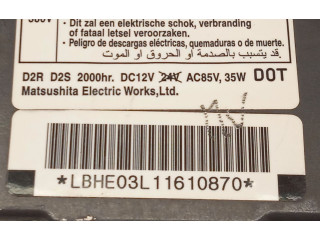 • Dit zal een elektrische schok, verbranding
of fataal letsel veroorzaken.
• Peligro de descargas eléctricas, quemaduras o de muerte.
قد يتسبب بالصدمة أو الحروق أو الموت •
D2R D2S 2000hr. DC12V 24V AC85V, 35W DOT
Matsushita Electric Works,Ltd.
*LBHE03L11610870*